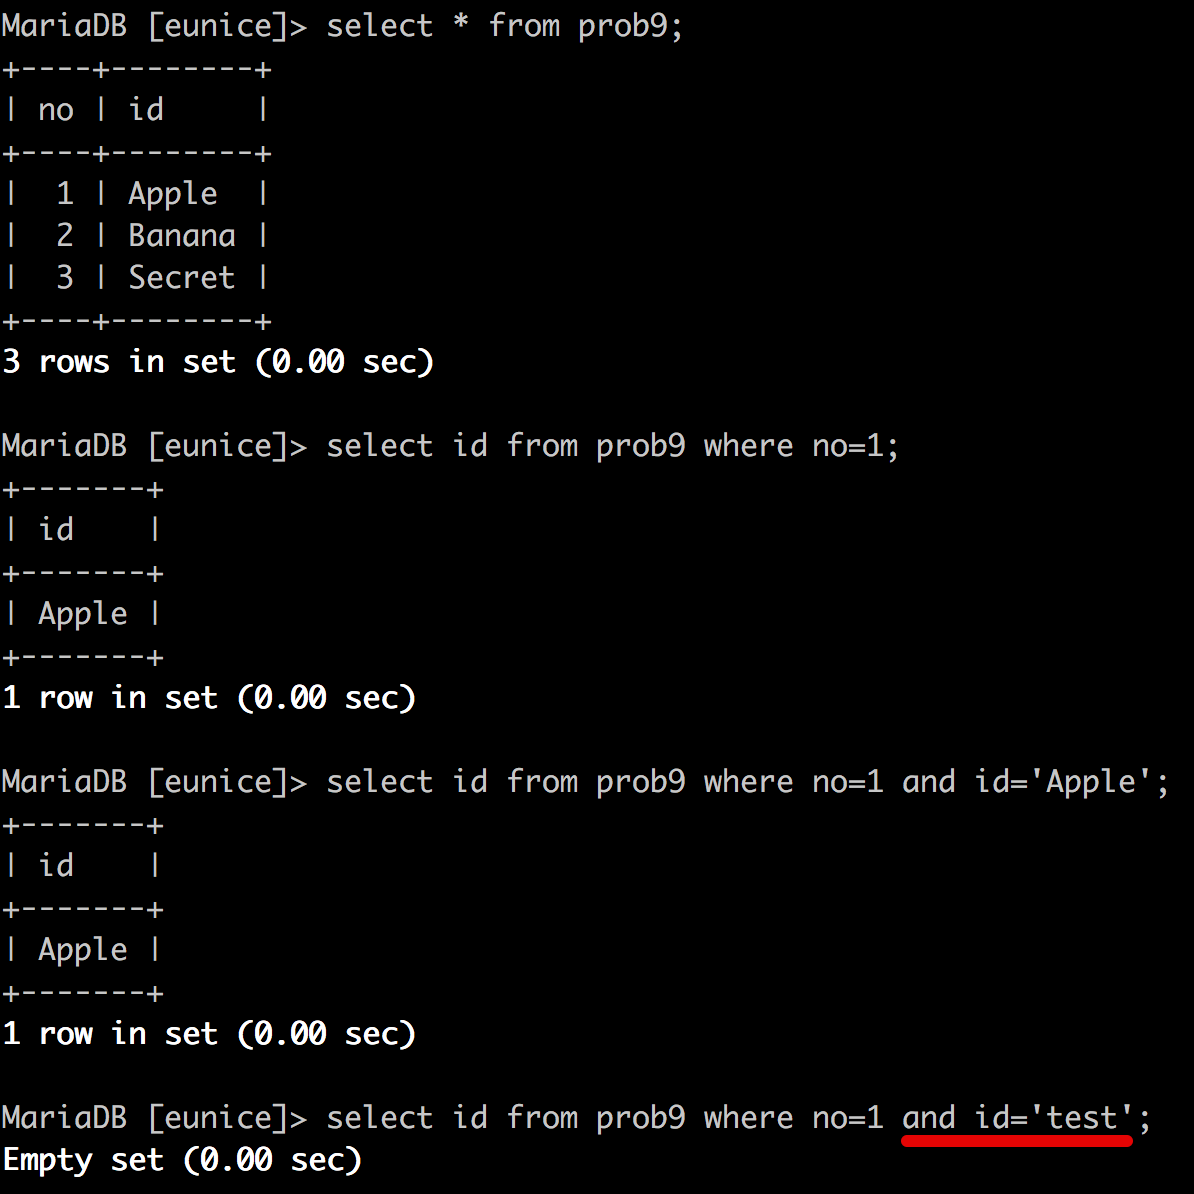 MariaDB [eunice]> select * from prob9;
+----+--------+
| no | id     |
+----+--------+
|  1 | Apple  |
|  2 | Banana |
|  3 | Secret |
+----+--------+
3 rows in set (0.00 sec)
MariaDB [eunice]> select id from prob9 where no=1;
+-------+
| id    |
+-------+
| Apple |
+-------+
1 row in set (0.00 sec)
MariaDB [eunice]> select id from prob9 where no=1 and id='Apple';
+-------+
| id    |
+-------+
| Apple |
+-------+
1 row in set (0.00 sec)
MariaDB [eunice]> select id from prob9 where no=1 and id='test';
Empty set (0.00 sec)